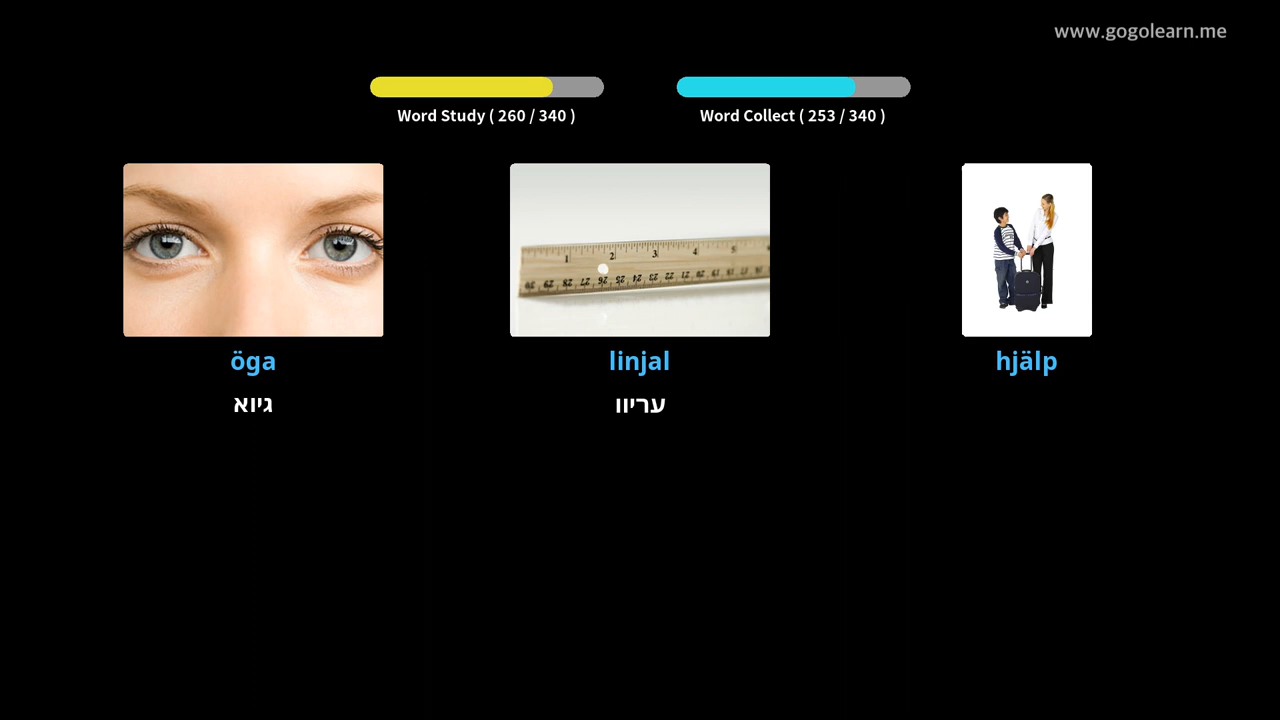 www.gogolearn.me
Word Study ( 260 / 340 )
Word Collect ( 253 / 340 )
öga
linjal
hjälp
גיוא
עריוו